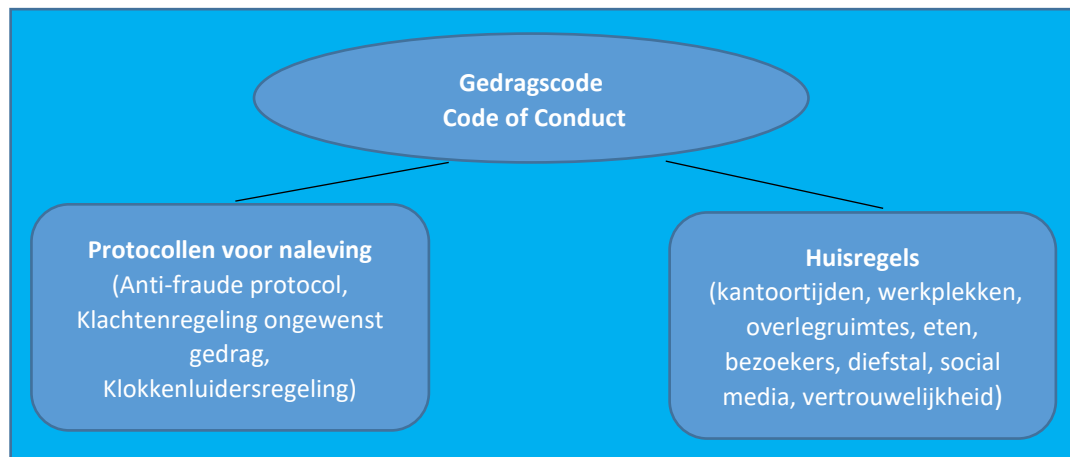 Gedragscode
Code of Conduct
Protocollen voor naleving
(Anti-fraude protocol,
Klachtenregeling ongewenst
gedrag,
Klokkenluidersregeling)
Huisregels
(kantoortijden, werkplekken,
overlegruimtes, eten,
bezoekers, diefstal, social
media, vertrouwelijkheid)